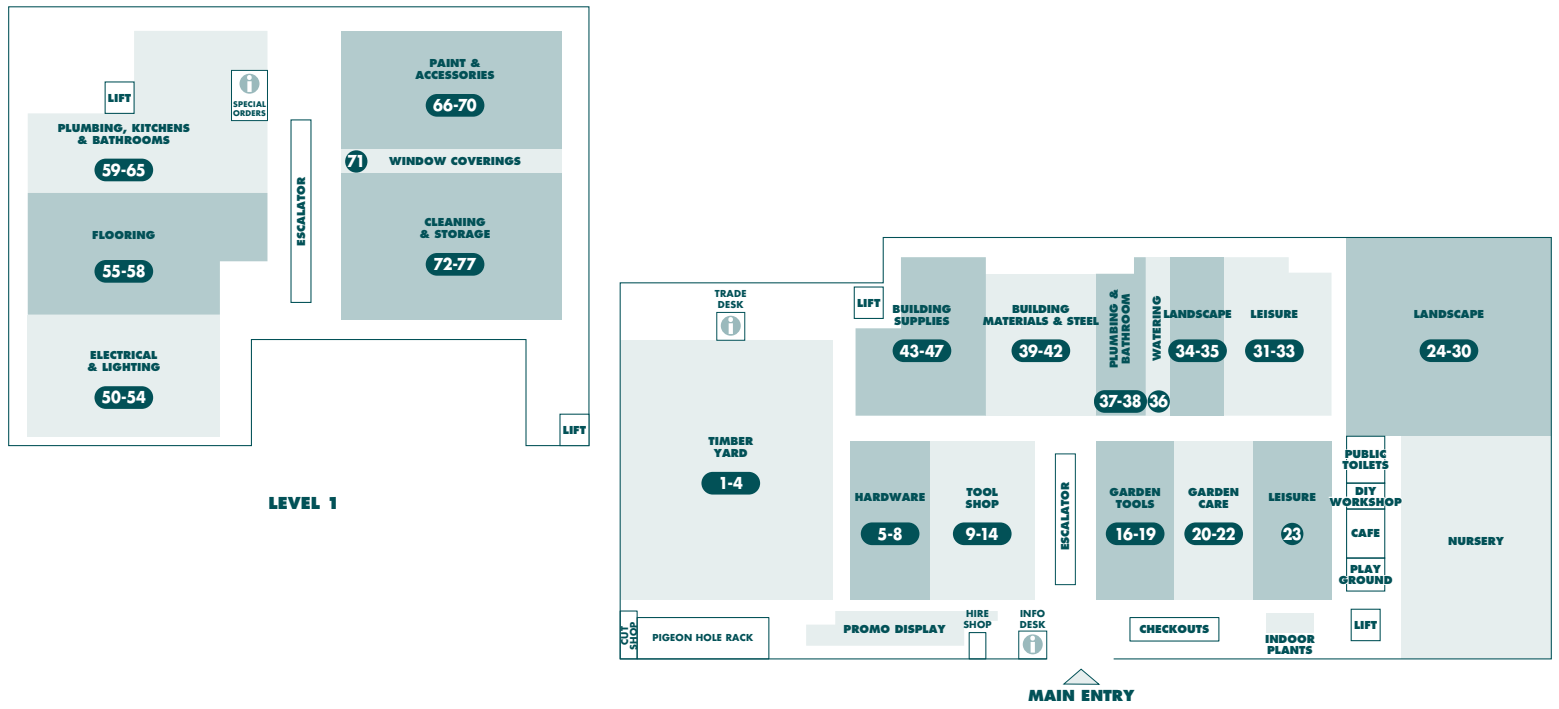 PAINT &
ACCESSORIES
66-70
LIFT
SPECIAL
ORDERS
PLUMBING, KITCHENS
& BATHROOMS
59-65
71
WINDOW COVERINGS
ESCALATOR
FLOORING
55-58
CLEANING
& STORAGE
72-77
ELECTRICAL
& LIGHTING
50-54
LIFT
LEVEL 1
TRADE
DESK
LIFT
BUILDING
SUPPLIES
43-47
BUILDING
MATERIALS & STEEL
39-42
PLUMBING &
BATHROOM
37-38
WATERING
36
LANDSCAPE
34-35
LEISURE
31-33
LANDSCAPE
24-30
TIMBER
YARD
1-4
HARDWARE
5-8
TOOL
SHOP
9-14
ESCALATOR
GARDEN
TOOLS
16-19
GARDEN
CARE
20-22
LEISURE
23
PUBLIC
TOILETS
DIY
WORKSHOP
CAFE
PLAY
GROUND
NURSERY
CUT
SHOP
PIGEON HOLE RACK
PROMO DISPLAY
HIRE
SHOP
INFO
DESK
CHECKOUTS
INDOOR
PLANTS
LIFT
MAIN ENTRY